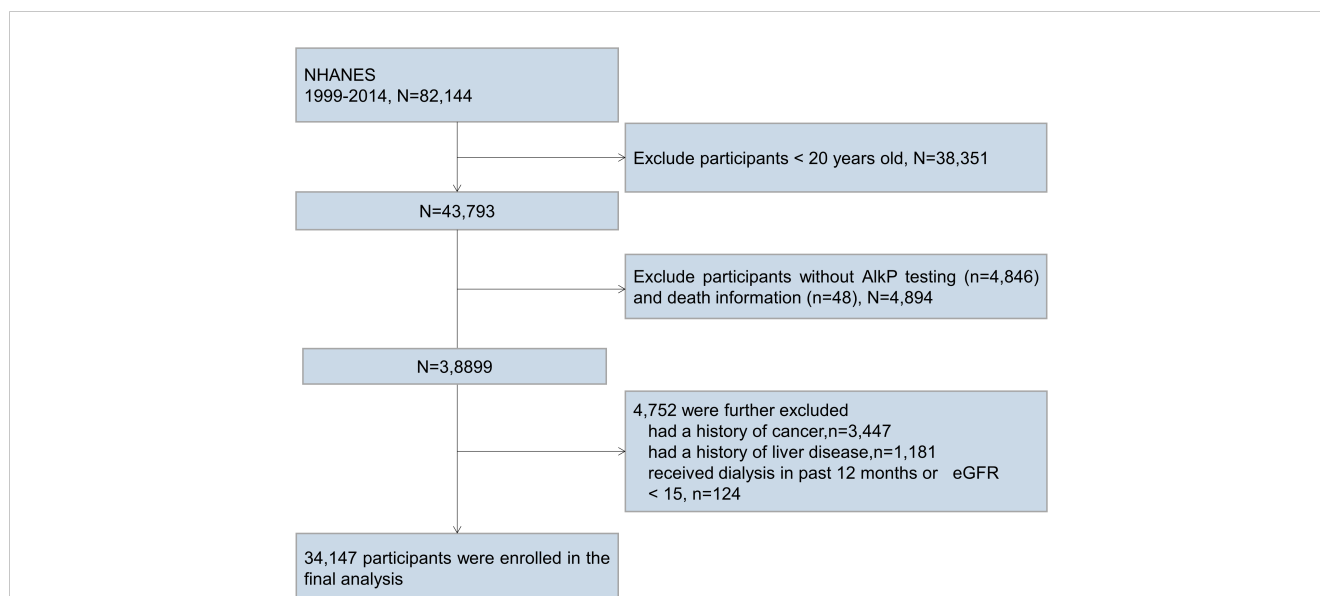 NHANES
1999-2014, N=82,144
Exclude participants < 20 years old, N=38,351
N=43,793
Exclude participants without AlkP testing (n=4,846)
and death information (n=48), N=4,894
N=3,8899
4,752 were further excluded
had a history of cancer,n=3,447
had a history of liver disease,n=1,181
received dialysis in past 12 months or eGFR
< 15, n=124
34,147 participants were enrolled in the
final analysis